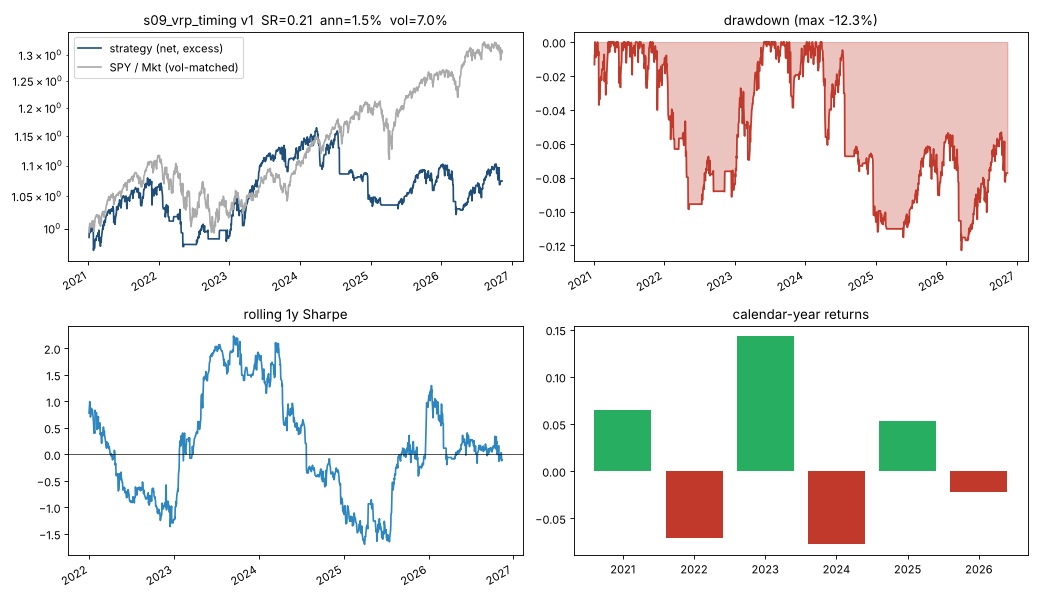 s09_vrp_timing v1  SR=0.21  ann=1.5%  vol=7.0%
strategy (net, excess)
SPY / Mkt (vol-matched)
1.3 × 10⁰
1.25 × 10⁰
1.2 × 10⁰
1.15 × 10⁰
1.1 × 10⁰
1.05 × 10⁰
10⁰
2021 2022 2023 2024 2025 2026 2027
drawdown (max -12.3%)
0.00
−0.02
−0.04
−0.06
−0.08
−0.10
−0.12
2021 2022 2023 2024 2025 2026 2027
rolling 1y Sharpe
2.0
1.5
1.0
0.5
0.0
−0.5
−1.0
−1.5
2022 2023 2024 2025 2026 2027
calendar-year returns
0.15
0.10
0.05
0.00
−0.05
2021 2022 2023 2024 2025 2026